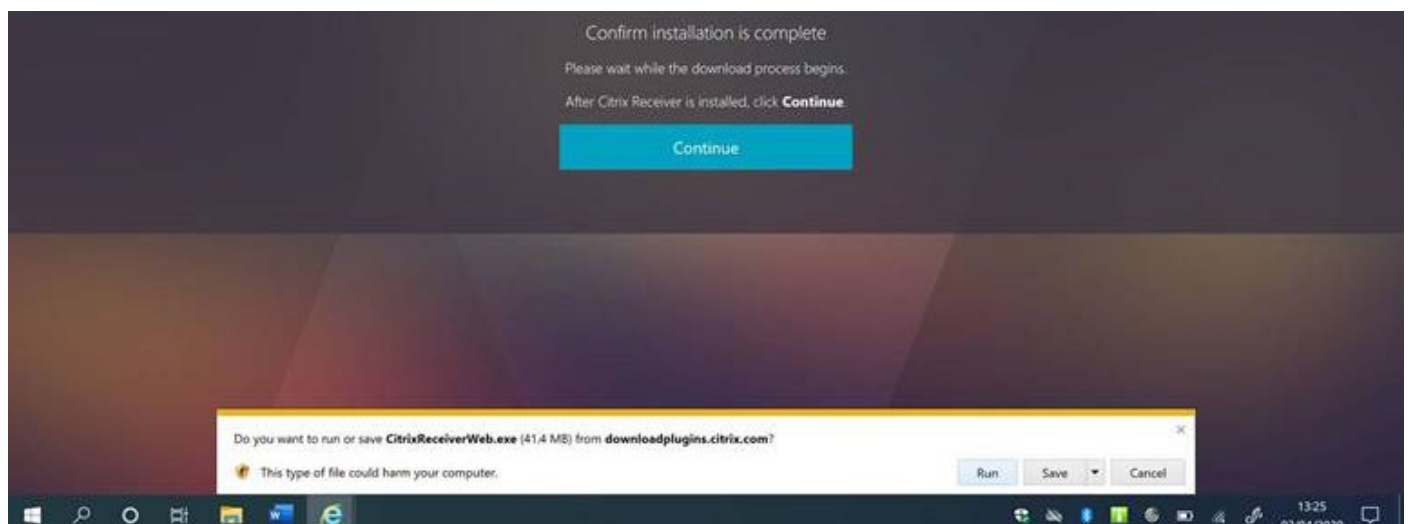 Confirm installation is complete
Please wait while the download process begins.
After Citrix Receiver is installed, click Continue.
Continue
Do you want to run or save CitrixReceiverWeb.exe (41.4 MB) from downloadplugins.citrix.com?
This type of file could harm your computer.
Run Save Cancel
13:25